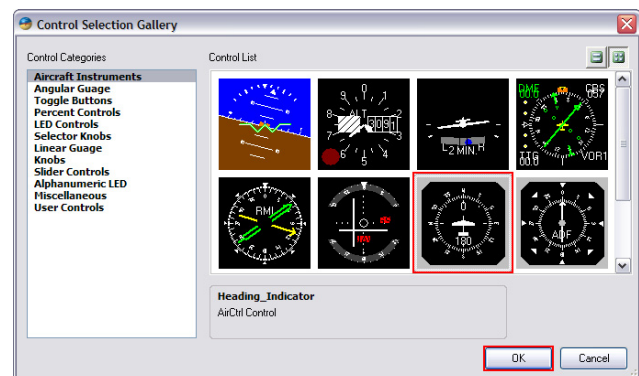 Control Selection Gallery
Control Categories
Control List
Aircraft Instruments
Angular Guage
Toggle Buttons
Percent Controls
LED Controls
Selector Knobs
Linear Guage
Knobs
Slider Controls
Alphanumeric LED
Miscellaneous
User Controls
ALT
2 MIN.
L
R
DME
CRS
TTG
VOR1
RMI
180
ADF
Heading_Indicator
AirCtrl Control
OK
Cancel